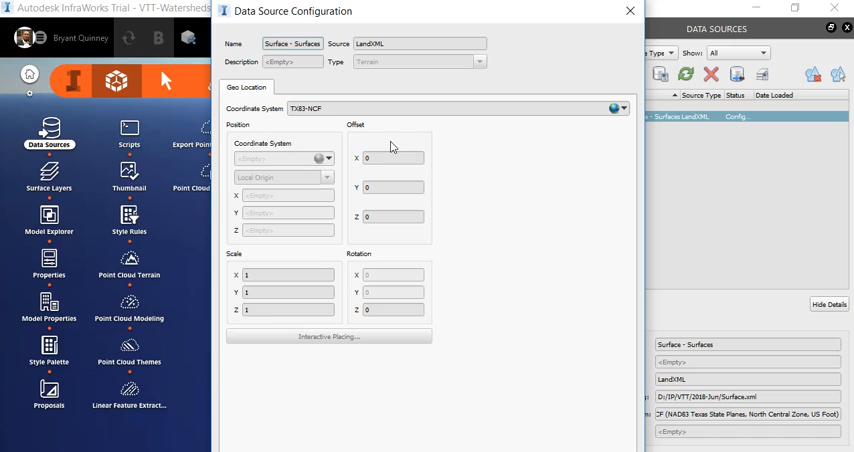 Autodesk InfraWorks Trial - VTT-Watersheds
Bryant Quinney
Data Sources
Scripts
Export Poin
Surface Layers
Thumbnail
Point Cloud
Model Explorer
Style Rules
Properties
Point Cloud Terrain
Model Properties
Point Cloud Modeling
Style Palette
Point Cloud Themes
Proposals
Linear Feature Extract...
Data Source Configuration
Name Surface - Surfaces Source LandXML
Description <Empty> Type Terrain
Geo Location
Coordinate System TX83-NCF
Position Offset
Coordinate System
<Empty> X 0
Local Origin
X <Empty> Y 0
Y <Empty>
Z <Empty> Z 0
Scale Rotation
X 1 X 0
Y 1 Y 0
Z 1 Z 0
Interactive Placing...
DATA SOURCES
Type Show: All
Source Type Status Date Loaded
- Surfaces LandXML Config...
Hide Details
Surface - Surfaces
<Empty>
LandXML
D:/IP/VTT/2018-Jun/Surface.xml
CF (NAD83 Texas State Planes, North Central Zone, US Foot)
<Empty>